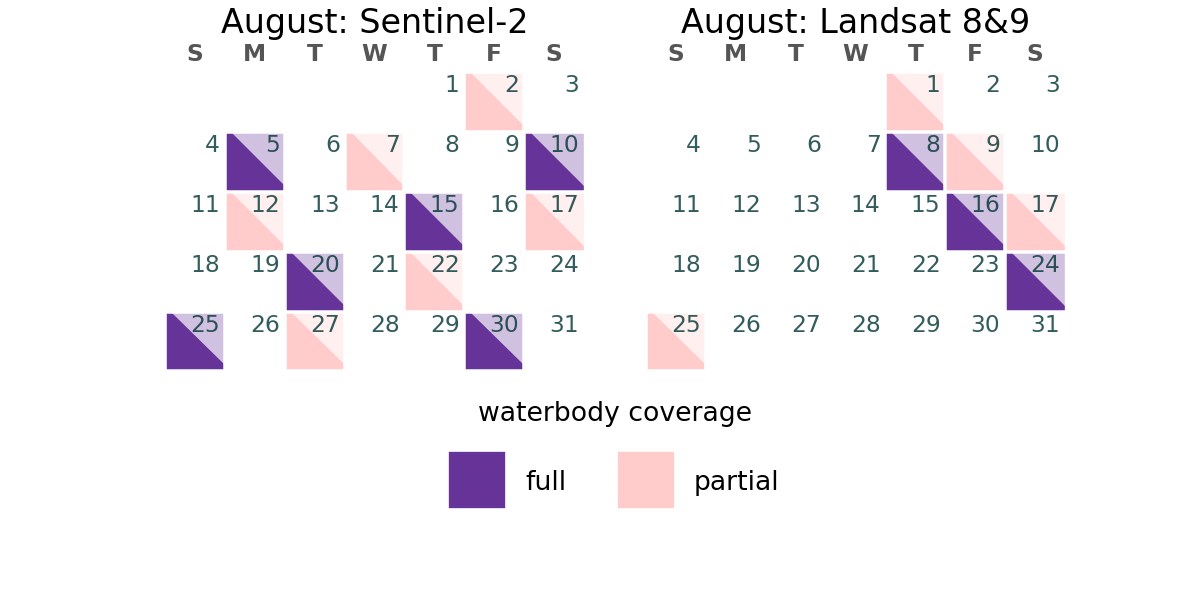 August: Sentinel-2
S M T W T F S
1 2 3
4 5 6 7 8 9 10
11 12 13 14 15 16 17
18 19 20 21 22 23 24
25 26 27 28 29 30 31
August: Landsat 8&9
S M T W T F S
1 2 3
4 5 6 7 8 9 10
11 12 13 14 15 16 17
18 19 20 21 22 23 24
25 26 27 28 29 30 31
waterbody coverage
full
partial